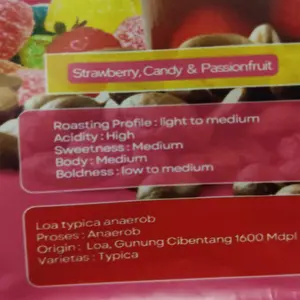 Strawberry, Candy & Passionfruit
Roasting Profile : light to medium
Acidity : High
Sweetness : Medium
Body : Medium
Boldness : low to medium
Loa typica anaerob
Proses : Anaerob
Origin : Loa, Gunung Cibentang 1600 Mdpl
Varietas : Typica